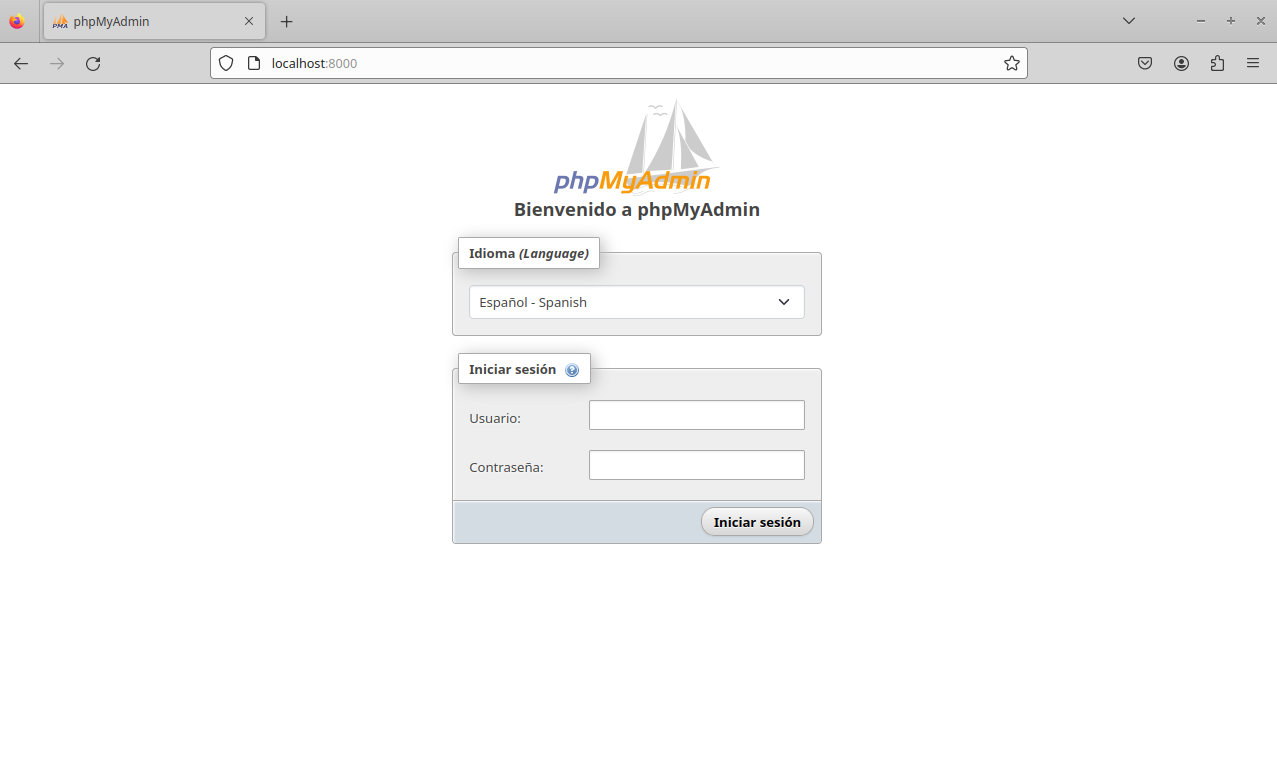 phpMyAdmin
localhost:8000
phpMyAdmin
Bienvenido a phpMyAdmin
Idioma (Language)
Español - Spanish
Iniciar sesión
Usuario:
Contraseña:
Iniciar sesión